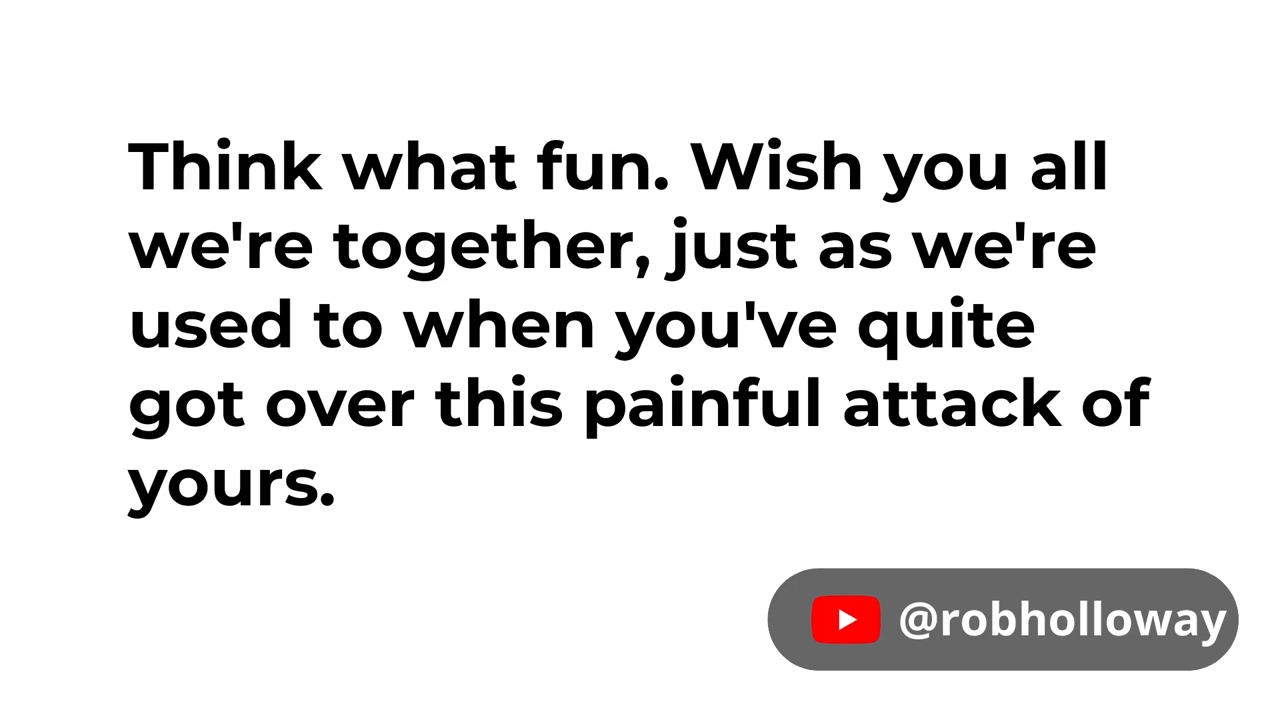 Think what fun. Wish you all
we're together, just as we're
used to when you've quite
got over this painful attack of
yours.
@robholloway